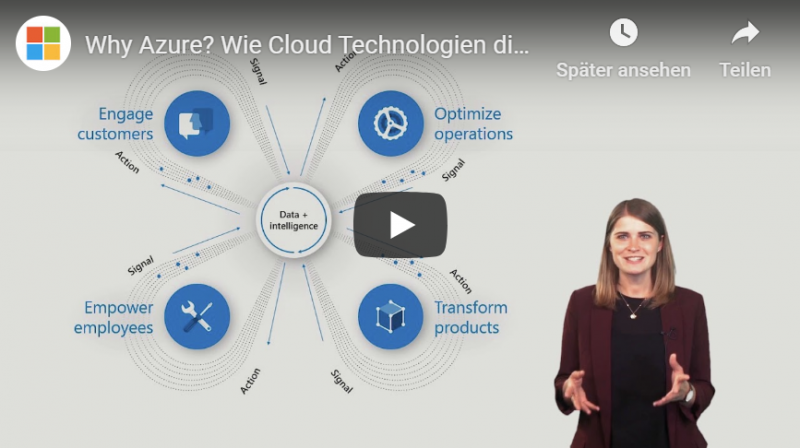 Why Azure? Wie Cloud Technologien di...
Später ansehen
Teilen
Signal
Action
Engage
customers
Optimize
operations
Action
Signal
Data +
intelligence
Signal
Action
Empower
employees
Transform
products
Action
Signal